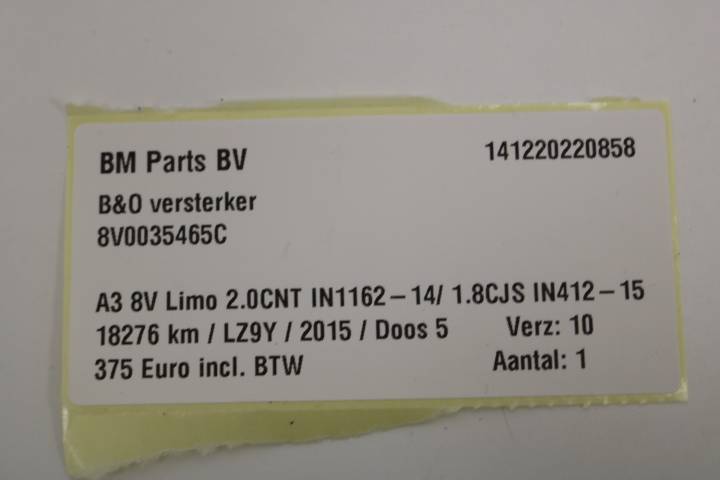 BM Parts BV 141220220858
B&O versterker
8V0035465C
A3 8V Limo 2.0CNT IN1162-14/ 1.8CJS IN412-15
18276 km / LZ9Y / 2015 / Doos 5 Verz: 10
375 Euro incl. BTW Aantal: 1